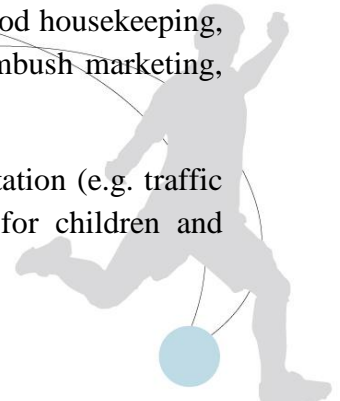 od housekeeping,
mbush marketing,
tation (e.g. traffic
for children and